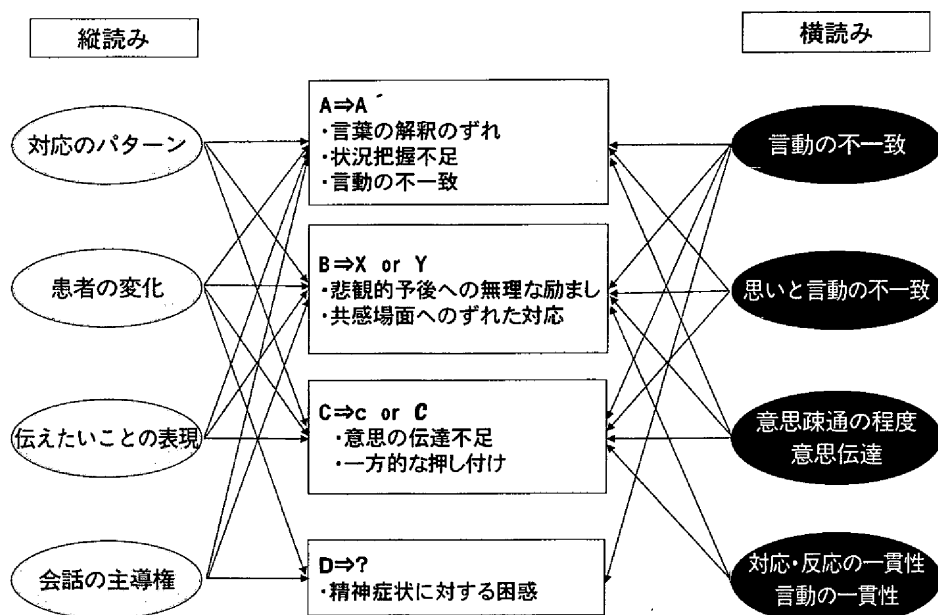 縦読み
横読み
対応のパターン
患者の変化
伝えたいことの表現
会話の主導権
A⇒A´
・言葉の解釈のずれ
・状況把握不足
・言動の不一致
B⇒X or Y
・悲観的予後への無理な励まし
・共感場面へのずれた対応
C⇒c or C
・意思の伝達不足
・一方的な押し付け
D⇒?
・精神症状に対する困惑
言動の不一致
思いと言動の不一致
意思疎通の程度
意思伝達
対応・反応の一貫性
言動の一貫性